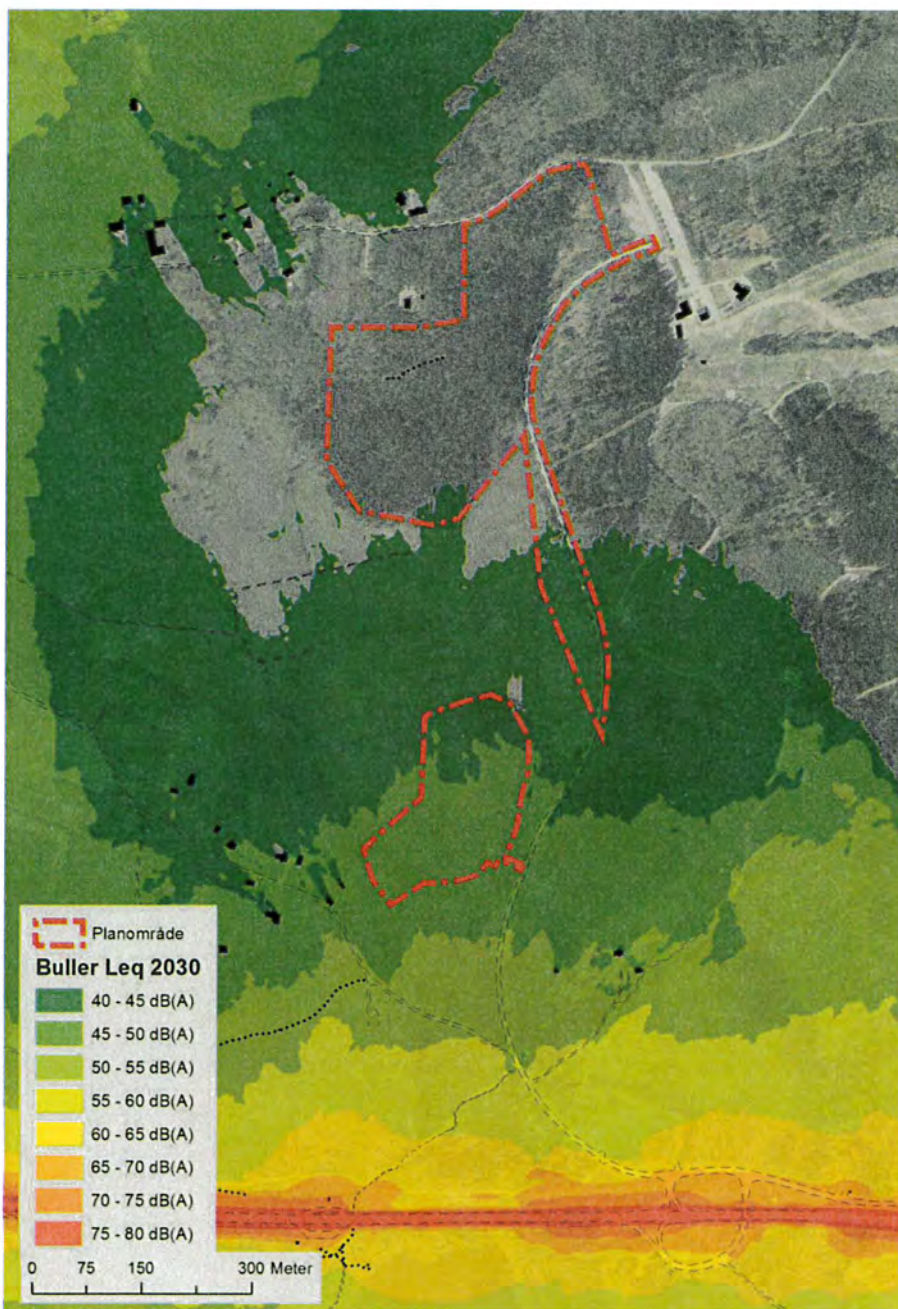 Planområde
Buller Leq 2030
40 - 45 dB(A)
45 - 50 dB(A)
50 - 55 dB(A)
55 - 60 dB(A)
60 - 65 dB(A)
65 - 70 dB(A)
70 - 75 dB(A)
75 - 80 dB(A)
0 75 150 300 Meter